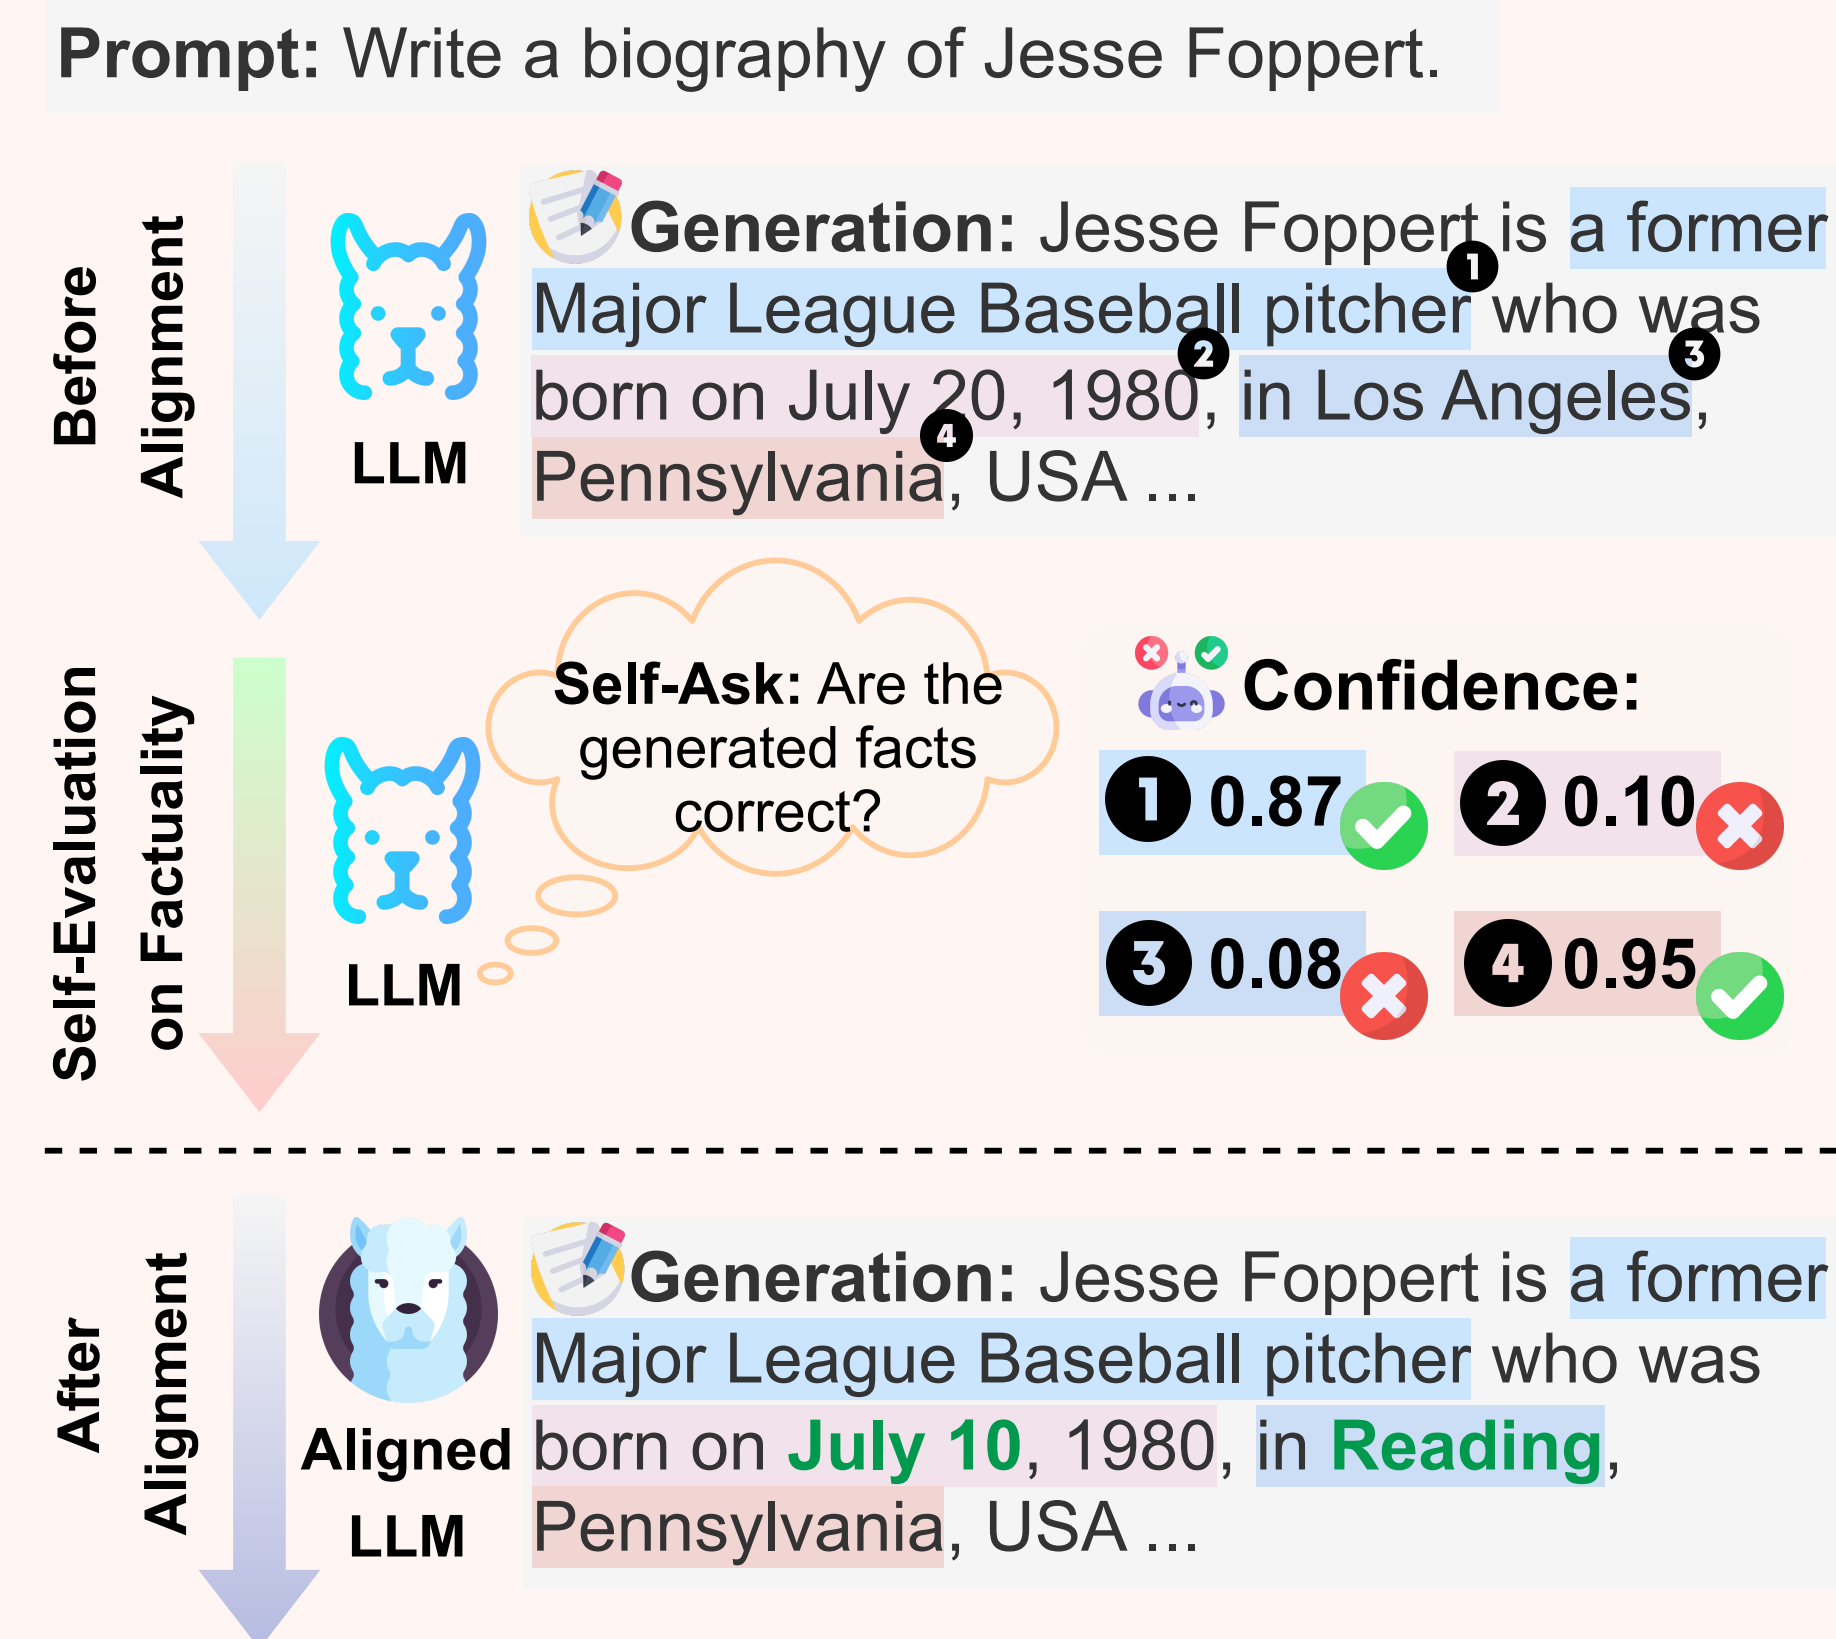 Prompt: Write a biography of Jesse Foppert.
Before
Alignment
LLM
Generation: Jesse Foppert is a former
Major League Baseball pitcher 1 who was
born on July 20, 1980 2, in Los Angeles 3,
Pennsylvania 4, USA ...
Self-Evaluation
on Factuality
LLM
Self-Ask: Are the
generated facts
correct?
Confidence:
1 0.87
2 0.10
3 0.08
4 0.95
After
Alignment
Aligned
LLM
Generation: Jesse Foppert is a former
Major League Baseball pitcher who was
born on July 10, 1980, in Reading,
Pennsylvania, USA ...